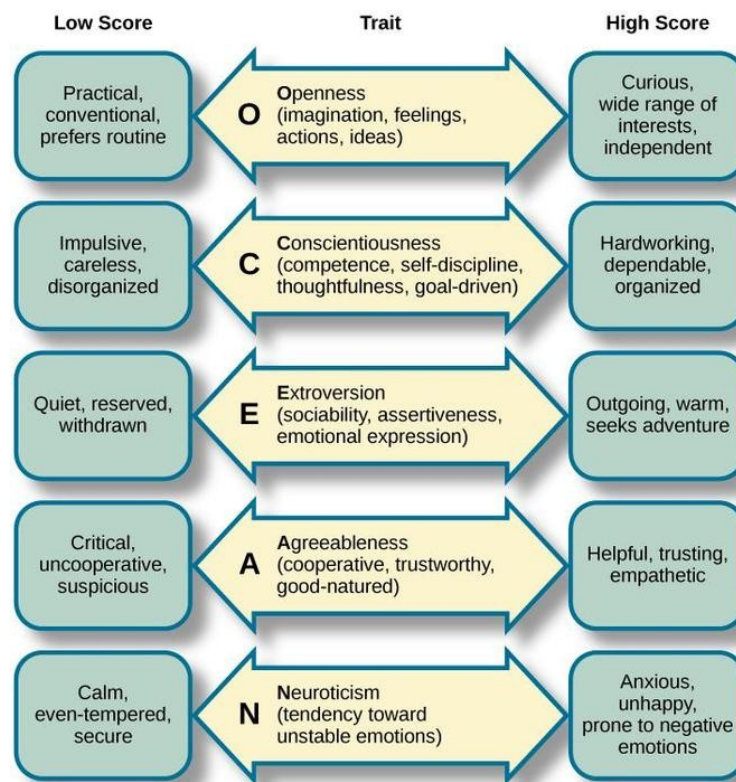 Low Score
Trait
High Score
Practical,
conventional,
prefers routine
O
Openness
(imagination, feelings,
actions, ideas)
Curious,
wide range of
interests,
independent
Impulsive,
careless,
disorganized
C
Conscientiousness
(competence, self-discipline,
thoughtfulness, goal-driven)
Hardworking,
dependable,
organized
Quiet, reserved,
withdrawn
E
Extroversion
(sociability, assertiveness,
emotional expression)
Outgoing, warm,
seeks adventure
Critical,
uncooperative,
suspicious
A
Agreeableness
(cooperative, trustworthy,
good-natured)
Helpful, trusting,
empathetic
Calm,
even-tempered,
secure
N
Neuroticism
(tendency toward
unstable emotions)
Anxious,
unhappy,
prone to negative
emotions